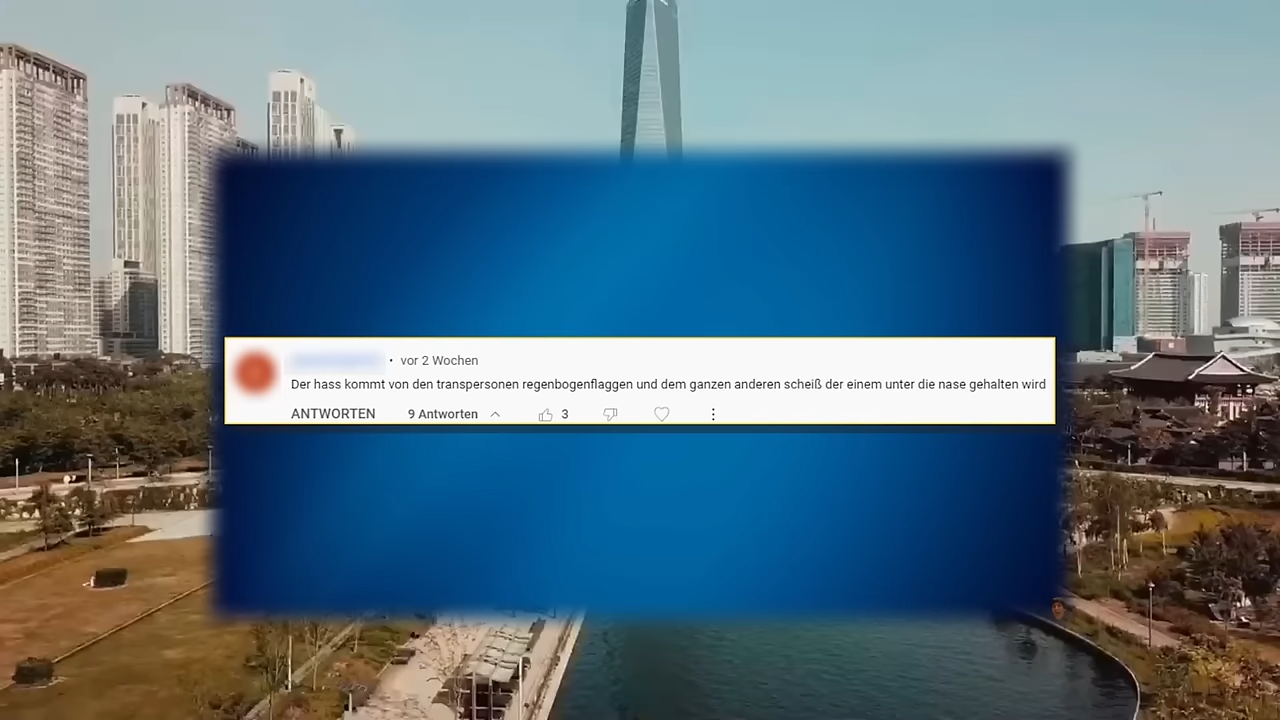 • vor 2 Wochen
Der hass kommt von den transpersonen regenbogenflaggen und dem ganzen anderen scheiß der einem unter die nase gehalten wird
ANTWORTEN 9 Antworten 3